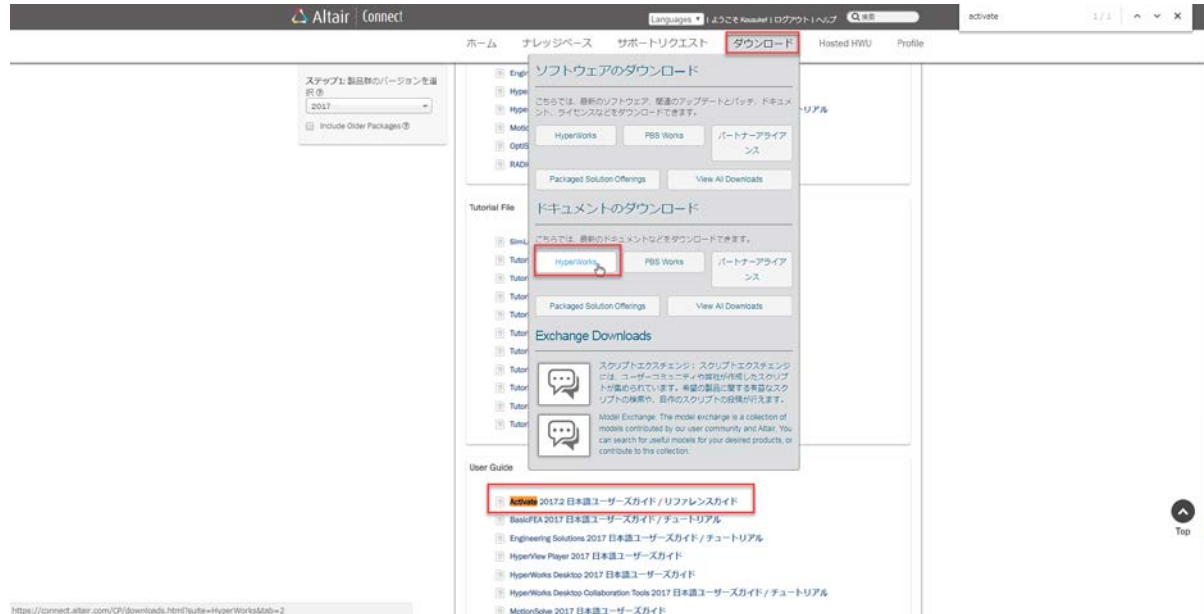 Altair | Connect
Languages ▼ | ようこそ Kousuke! | ログアウト | ヘルプ
検索
activate
1 / 1
ホーム ナレッジベース サポートリクエスト ダウンロード Hosted HWU Profile
ステップ1: 製品群のバージョンを選択
2017
Include Older Packages
Engi
Hype
Hype
トリアル
Motio
OptiS
RADI
ソフトウェアのダウンロード
こちらでは、最新のソフトウェア、関連のアップデートとパッチ、ドキュメント、ライセンスなどをダウンロードできます。
HyperWorks
PBS Works
パートナーアライアンス
Packaged Solution Offerings
View All Downloads
Tutorial File
SimL
Tutor
Tutor
Tutor
Tutor
Tutor
Tutor
Tutor
Tutor
Tutor
Tutor
ドキュメントのダウンロード
こちらでは、最新のドキュメントなどをダウンロードできます。
HyperWorks
PBS Works
パートナーアライアンス
Packaged Solution Offerings
View All Downloads
Exchange Downloads
スクリプトエクスチェンジ: スクリプトエクスチェンジ
には、ユーザーコミュニティや弊社が作成したスクリプ
トが集められています。希望の製品に関する有益なスク
リプトの検索や、自作のスクリプトの投稿が行えます。
Model Exchange: The model exchange is a collection of
models contributed by our user community and Altair. You
can search for useful models for your desired products, or
contribute to this collection.
User Guide
Activate 2017.2 日本語ユーザーズガイド / リファレンスガイド
BasicFEA 2017 日本語ユーザーズガイド / チュートリアル
Engineering Solutions 2017 日本語ユーザーズガイド / チュートリアル
HyperView Player 2017 日本語ユーザーズガイド
HyperWorks Desktop 2017 日本語ユーザーズガイド
HyperWorks Desktop Collaboration Tools 2017 日本語ユーザーズガイド / チュートリアル
MotionSolve 2017 日本語ユーザーズガイド
Top
https://connect.altair.com/CP/downloads.html?suite=HyperWorks&tab=2